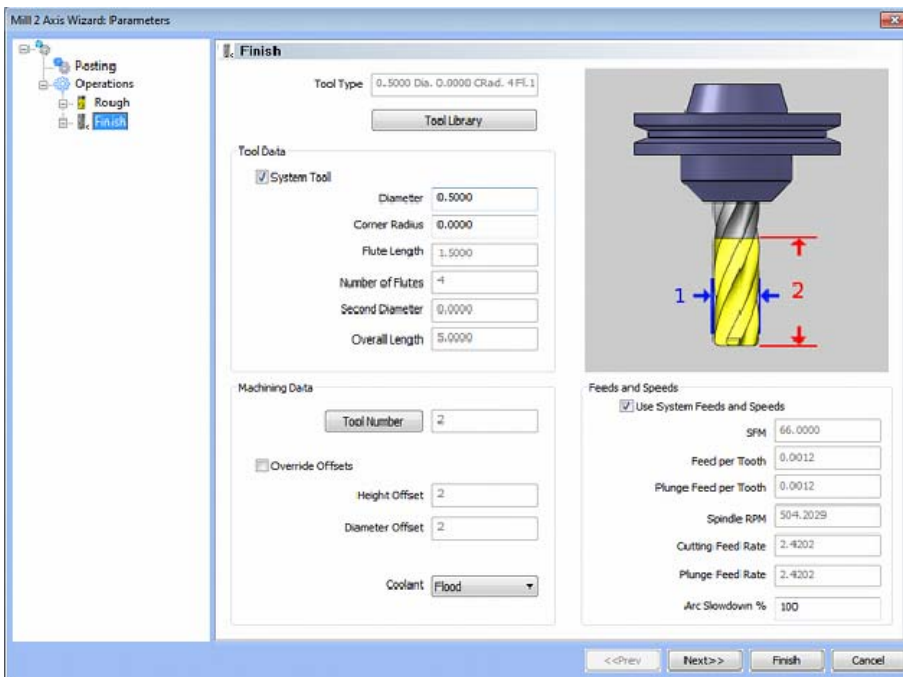 Mill 2 Axis Wizard: Parameters
Posting
Operations
Rough
Finish
Finish
Tool Type 0.5000 Dia. 0.0000 CRad. 4 Fl.1
Tool Library
Tool Data
System Tool
Diameter 0.5000
Corner Radius 0.0000
Flute Length 1.5000
Number of Flutes 4
Second Diameter 0.0000
Overall Length 5.0000
1
2
Machining Data
Tool Number 2
Override Offsets
Height Offset 2
Diameter Offset 2
Coolant Flood
Feeds and Speeds
Use System Feeds and Speeds
SFM 66.0000
Feed per Tooth 0.0012
Plunge Feed per Tooth 0.0012
Spindle RPM 504.2029
Cutting Feed Rate 2.4202
Plunge Feed Rate 2.4202
Arc Slowdown % 100
<<Prev Next>> Finish Cancel